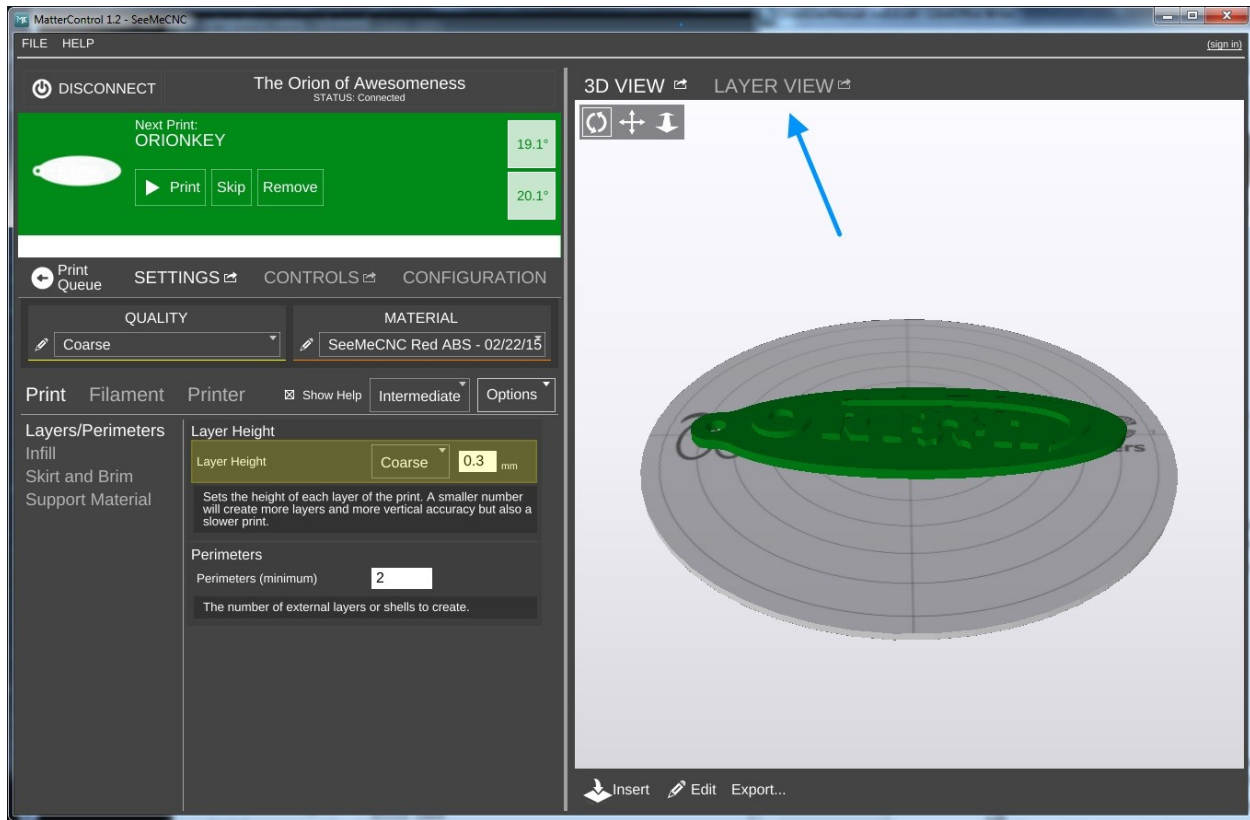 MatterControl 1.2 - SeeMeCNC
FILE HELP
(sign in)
DISCONNECT
The Orion of Awesomeness
STATUS: Connected
Next Print:
ORIONKEY
19.1°
Print Skip Remove
20.1°
Print
Queue
SETTINGS CONTROLS CONFIGURATION
QUALITY
MATERIAL
Coarse
SeeMeCNC Red ABS - 02/22/15
Print Filament Printer
Show Help
Intermediate
Options
Layers/Perimeters
Infill
Skirt and Brim
Support Material
Layer Height
Layer Height
Coarse
0.3 mm
Sets the height of each layer of the print. A smaller number
will create more layers and more vertical accuracy but also a
slower print.
Perimeters
Perimeters (minimum)
2
The number of external layers or shells to create.
3D VIEW LAYER VIEW
Insert Edit Export...